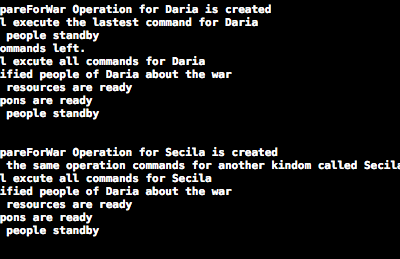 pareForWar Operation for Daria is created
l execute the lastest command for Daria
people standby
ommands left.
l excute all commands for Daria
ified people of Daria about the war
resources are ready
pons are ready
people standby
pareForWar Operation for Secila is created
the same operation commands for another kindom called Secila
l excute all commands for Secila
ified people of Daria about the war
resources are ready
pons are ready
people standby